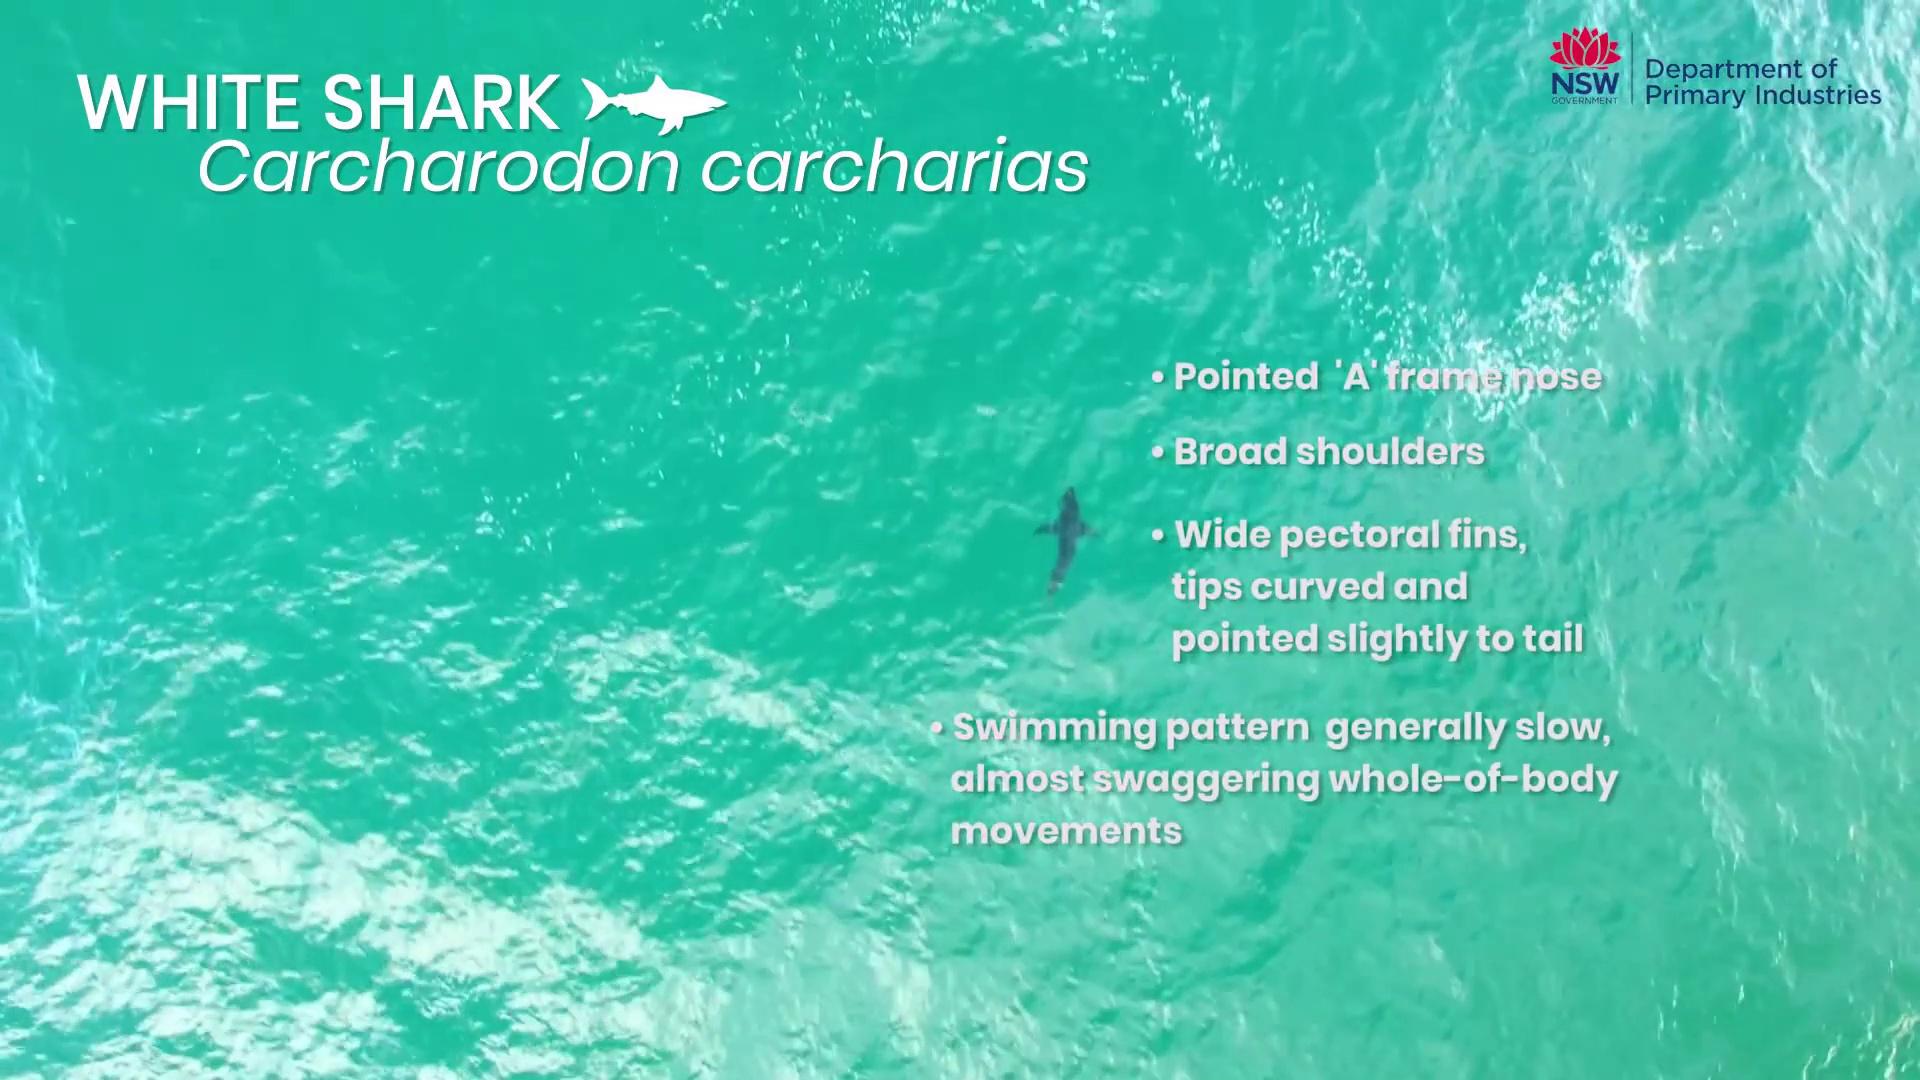 WHITE SHARK
Carcharodon carcharias
NSW
GOVERNMENT
Department of
Primary Industries
• Pointed 'A' frame nose
• Broad shoulders
• Wide pectoral fins,
tips curved and
pointed slightly to tail
• Swimming pattern generally slow,
almost swaggering whole-of-body
movements